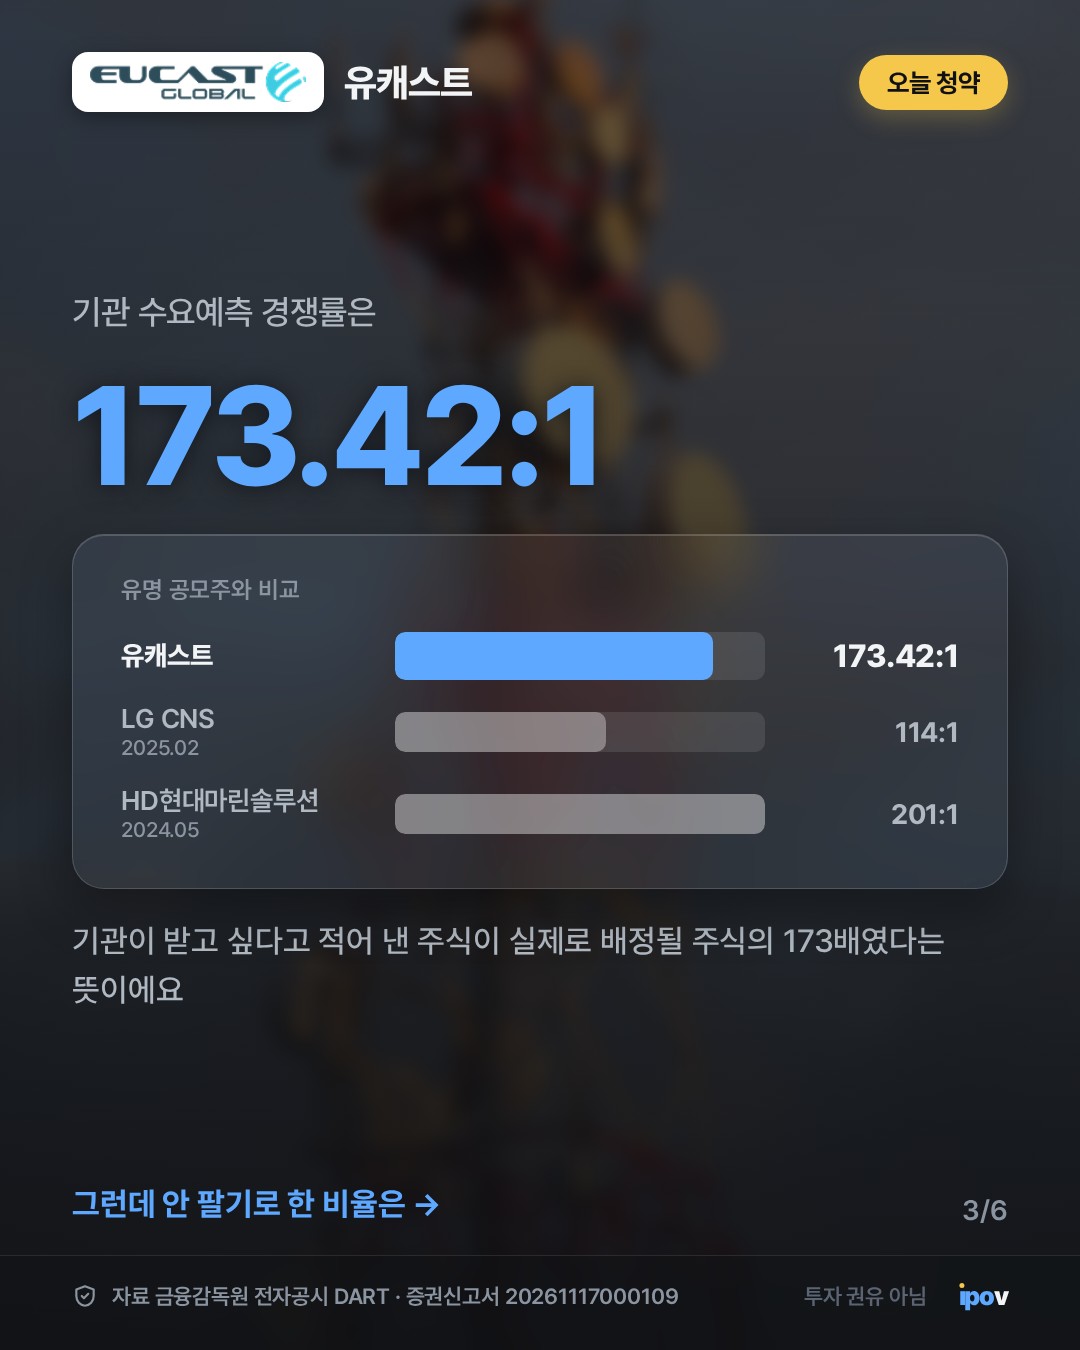 EUCAST
GLOBAL
유캐스트
오늘 청약
기관 수요예측 경쟁률은
173.42:1
유명 공모주와 비교
유캐스트
173.42:1
LG CNS
2025.02
114:1
HD현대마린솔루션
2024.05
201:1
기관이 받고 싶다고 적어 낸 주식이 실제로 배정될 주식의 173배였다는
뜻이에요
그런데 안 팔기로 한 비율은 →
3/6
자료 금융감독원 전자공시 DART · 증권신고서 20261117000109
투자 권유 아님
ipov